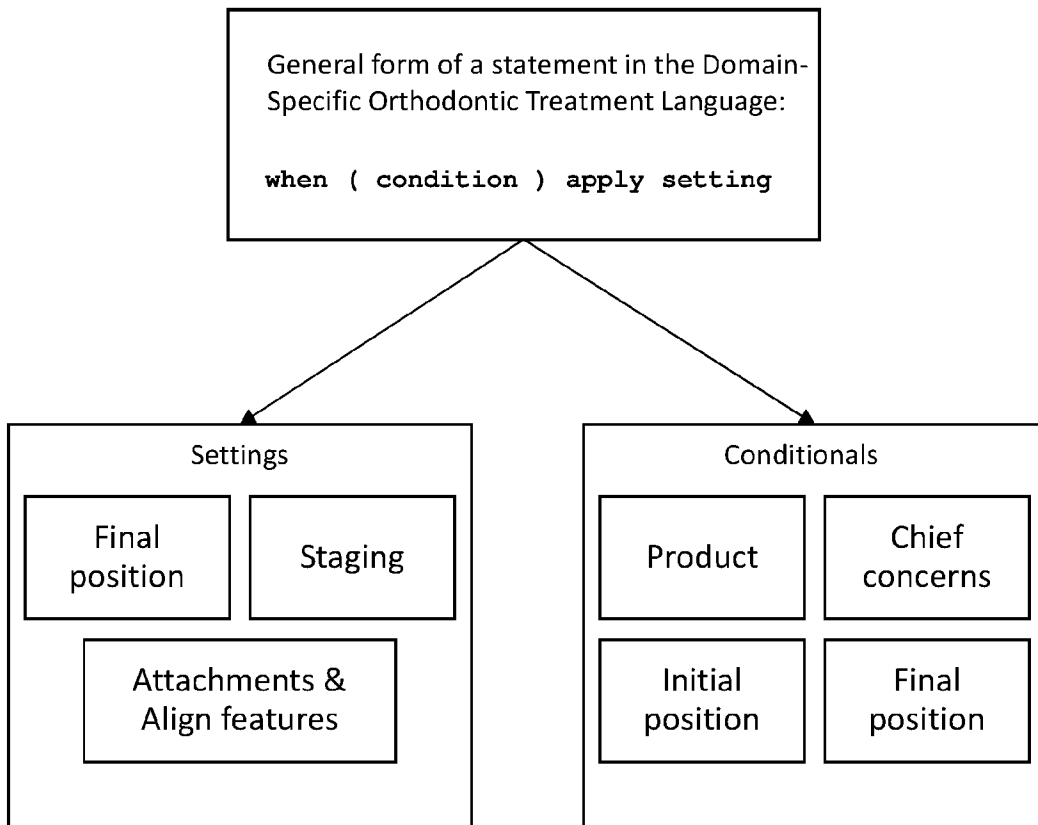 General form of a statement in the Domain-
Specific Orthodontic Treatment Language:
when ( condition ) apply setting
Settings
Final
position
Staging
Attachments &
Align features
Conditionals
Product
Chief
concerns
Initial
position
Final
position